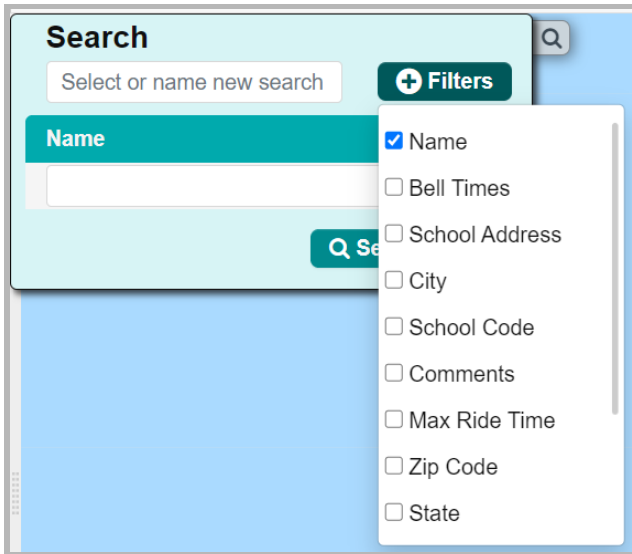 Search
Select or name new search
Filters
Name
Name
Bell Times
School Address
City
School Code
Comments
Max Ride Time
Zip Code
State